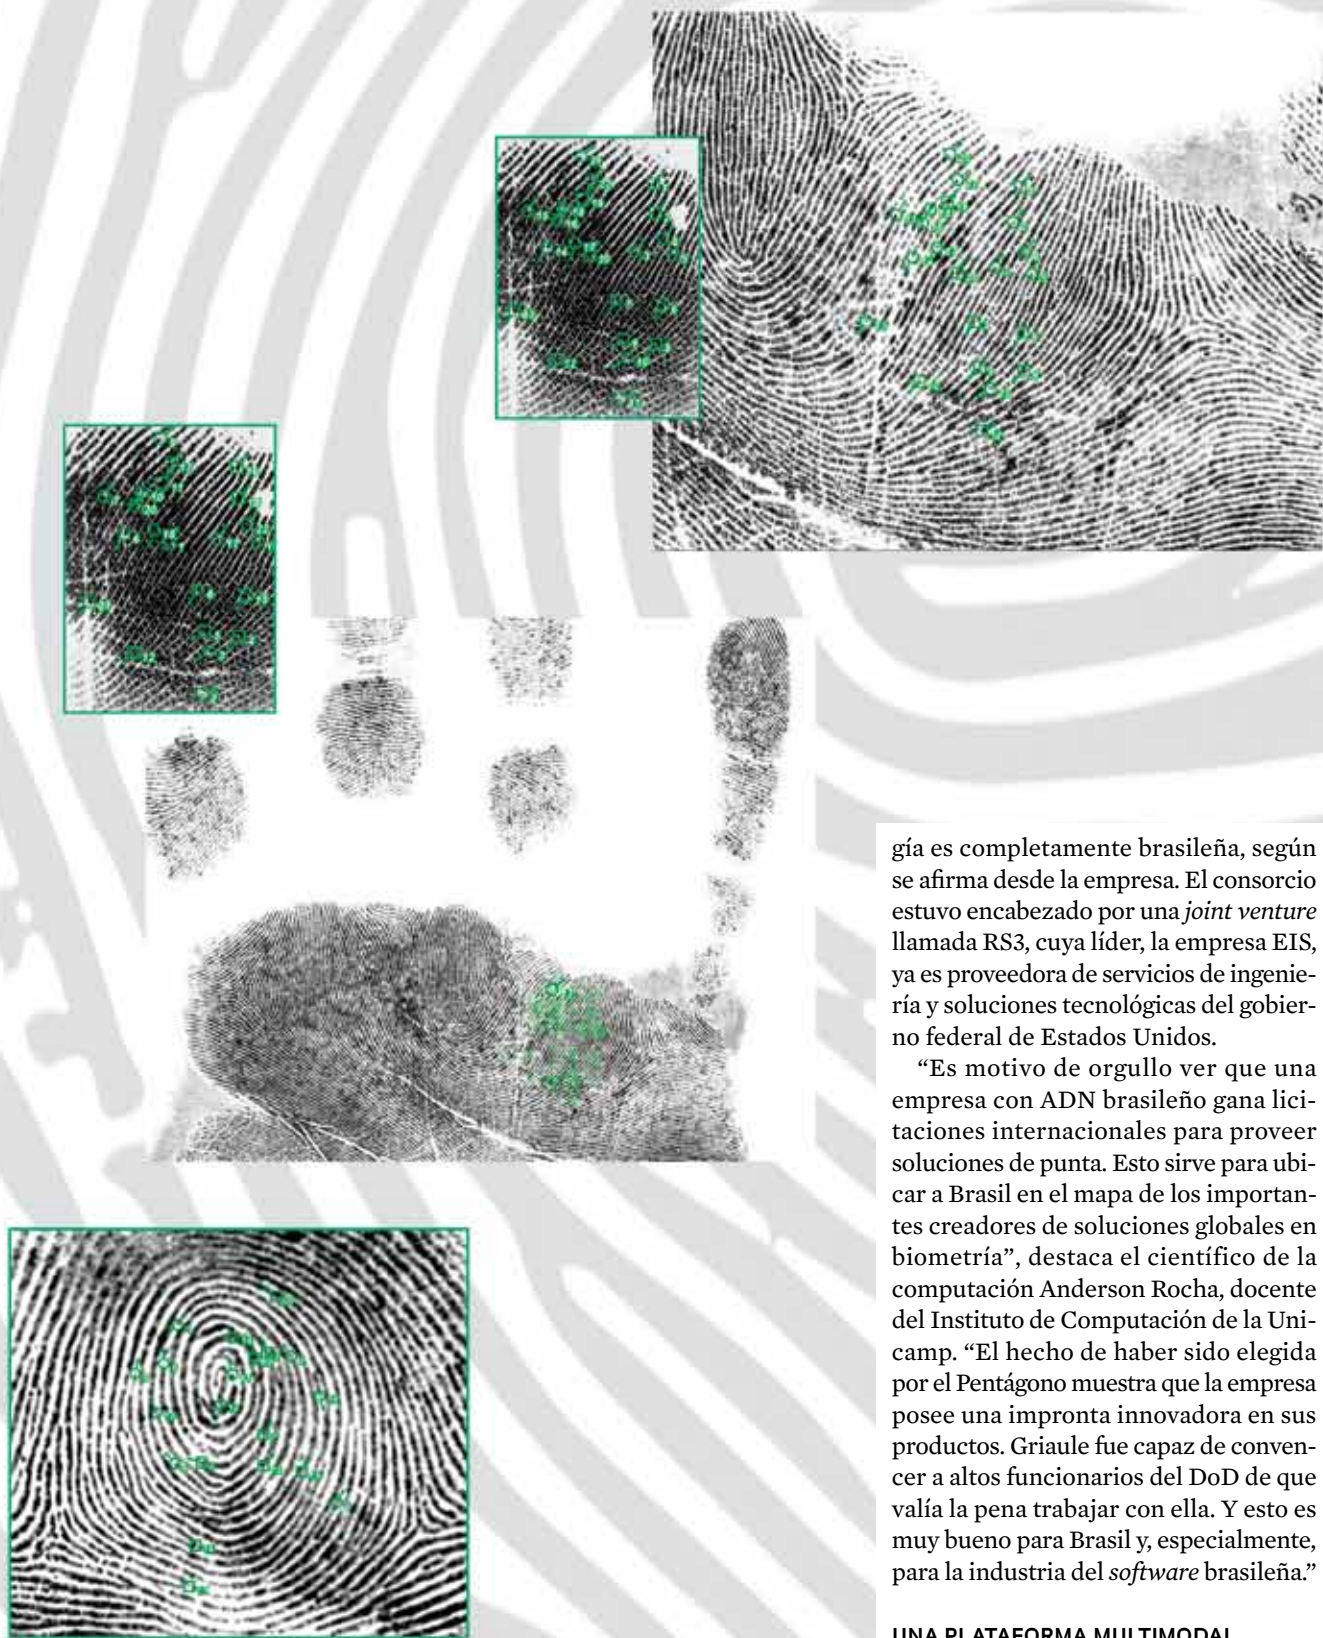 gía es completamente brasileña, según
se afirma desde la empresa. El consorcio
estuvo encabezado por una joint venture
llamada RS3, cuya líder, la empresa EIS,
ya es proveedora de servicios de ingenie-
ría y soluciones tecnológicas del gobier-
no federal de Estados Unidos.
“Es motivo de orgullo ver que una
empresa con ADN brasileño gana lici-
taciones internacionales para proveer
soluciones de punta. Esto sirve para ubi-
car a Brasil en el mapa de los importan-
tes creadores de soluciones globales en
biometría”, destaca el científico de la
computación Anderson Rocha, docente
del Instituto de Computación de la Uni-
camp. “El hecho de haber sido elegida
por el Pentágono muestra que la empresa
posee una impronta innovadora en sus
productos. Griaule fue capaz de conven-
cer a altos funcionarios del DoD de que
valía la pena trabajar con ella. Y esto es
muy bueno para Brasil y, especialmente,
para la industria del software brasileña.”
UNA PLATAFORMA MULTIMODAL